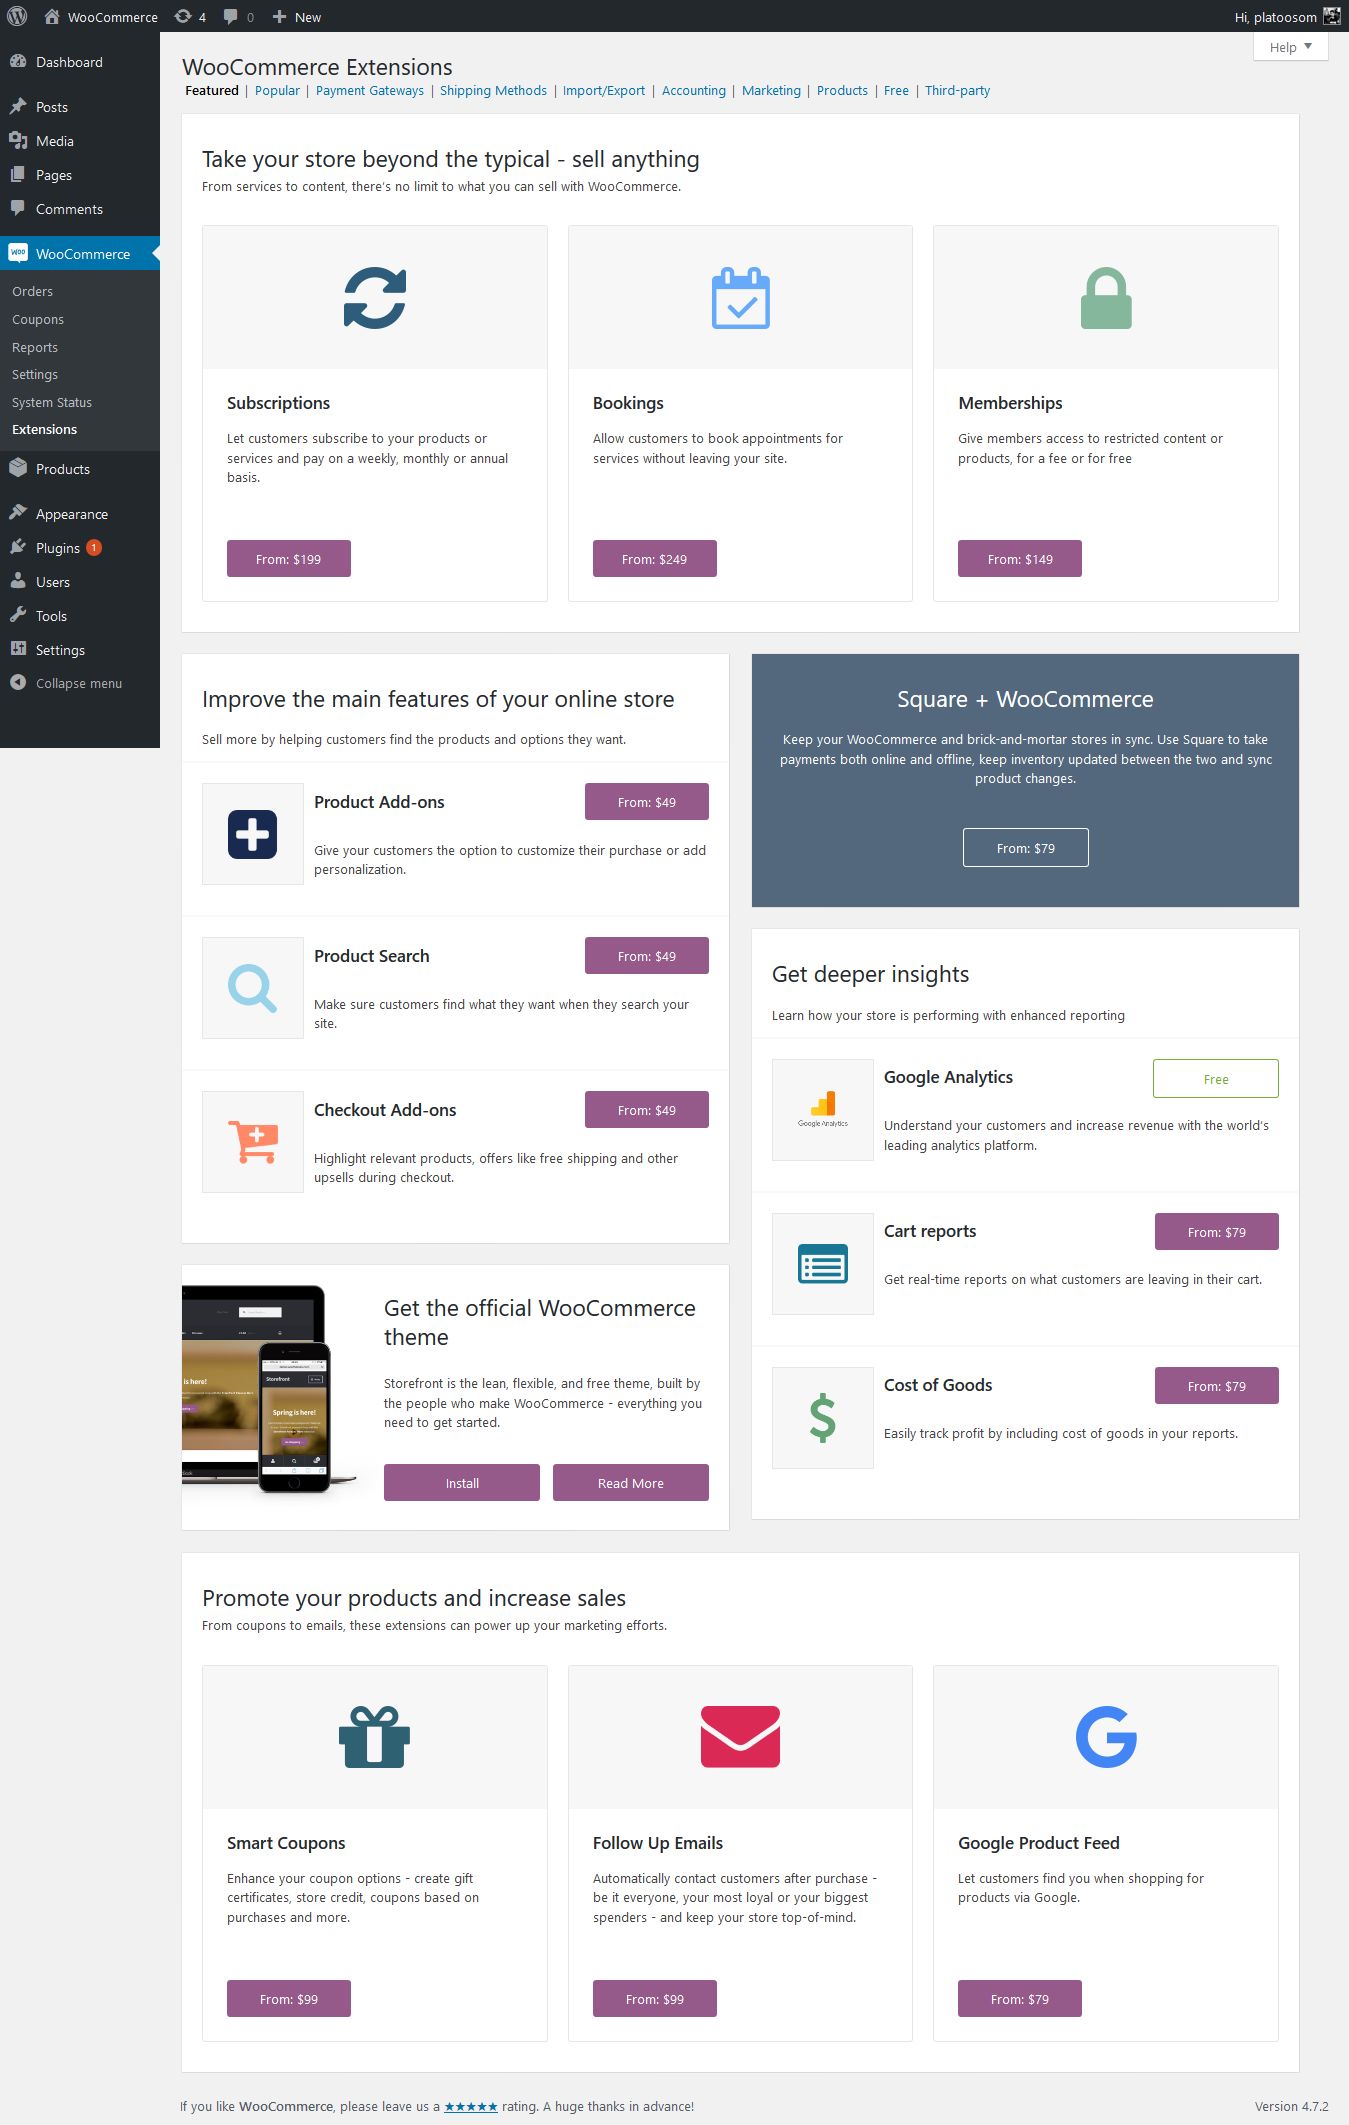 WooCommerce 4 0 New Hi, platoosom
Help
Dashboard
Posts
Media
Pages
Comments
Woo WooCommerce
Orders
Coupons
Reports
Settings
System Status
Extensions
Products
Appearance
Plugins 1
Users
Tools
Settings
Collapse menu
WooCommerce Extensions
Featured | Popular | Payment Gateways | Shipping Methods | Import/Export | Accounting | Marketing | Products | Free | Third-party
Take your store beyond the typical - sell anything
From services to content, there's no limit to what you can sell with WooCommerce.
Subscriptions
Let customers subscribe to your products or
services and pay on a weekly, monthly or annual
basis.
From: $199
Bookings
Allow customers to book appointments for
services without leaving your site.
From: $249
Memberships
Give members access to restricted content or
products, for a fee or for free
From: $149
Improve the main features of your online store
Sell more by helping customers find the products and options they want.
Product Add-ons
From: $49
Give your customers the option to customize their purchase or add
personalization.
Product Search
From: $49
Make sure customers find what they want when they search your
site.
Checkout Add-ons
From: $49
Highlight relevant products, offers like free shipping and other
upsells during checkout.
Square + WooCommerce
Keep your WooCommerce and brick-and-mortar stores in sync. Use Square to take
payments both online and offline, keep inventory updated between the two and sync
product changes.
From: $79
Get deeper insights
Learn how your store is performing with enhanced reporting
Google Analytics
Google Analytics
Free
Understand your customers and increase revenue with the world's
leading analytics platform.
Cart reports
From: $79
Get real-time reports on what customers are leaving in their cart.
Cost of Goods
From: $79
Easily track profit by including cost of goods in your reports.
is here!
Storefront
Spring is here!
Get the official WooCommerce
theme
Storefront is the lean, flexible, and free theme, built by
the people who make WooCommerce - everything you
need to get started.
Install
Read More
Promote your products and increase sales
From coupons to emails, these extensions can power up your marketing efforts.
Smart Coupons
Enhance your coupon options - create gift
certificates, store credit, coupons based on
purchases and more.
From: $99
Follow Up Emails
Automatically contact customers after purchase -
be it everyone, your most loyal or your biggest
spenders - and keep your store top-of-mind.
From: $99
G
Google Product Feed
Let customers find you when shopping for
products via Google.
From: $79
If you like WooCommerce, please leave us a ★★★★★ rating. A huge thanks in advance!
Version 4.7.2